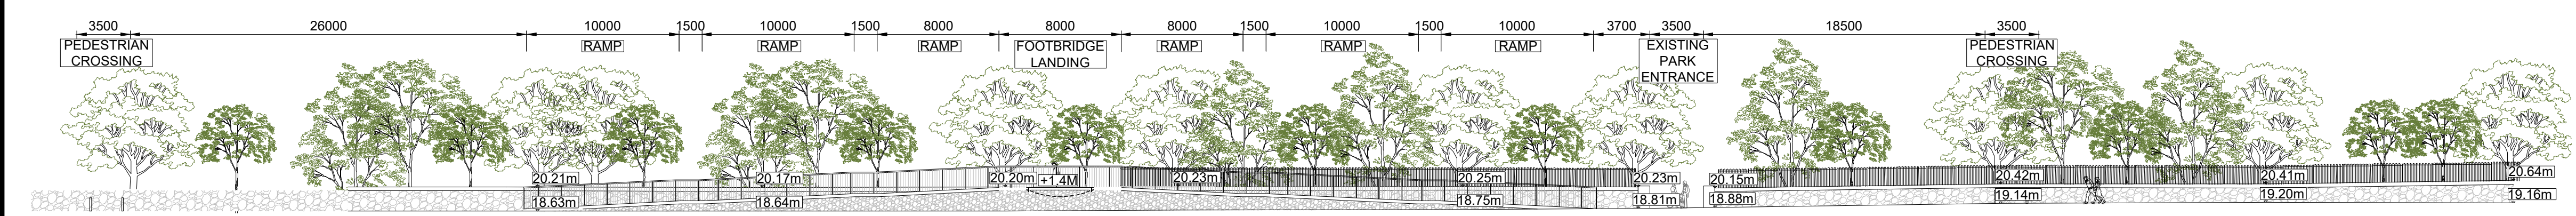 3500 26000 10000 1500 10000 1500 8000 8000 8000 1500 10000 1500 10000 3700 3500 18500 3500
PEDESTRIAN
CROSSING
RAMP
RAMP
RAMP
FOOTBRIDGE
LANDING
RAMP
RAMP
RAMP
EXISTING
PARK
ENTRANCE
PEDESTRIAN
CROSSING
20.21m 20.17m 20.20m +1.4M 20.23m 20.25m 20.23m 20.15m 20.42m 20.41m 20.64m
18.63m 18.64m 18.75m 18.81m 18.88m 19.14m 19.20m 19.16m